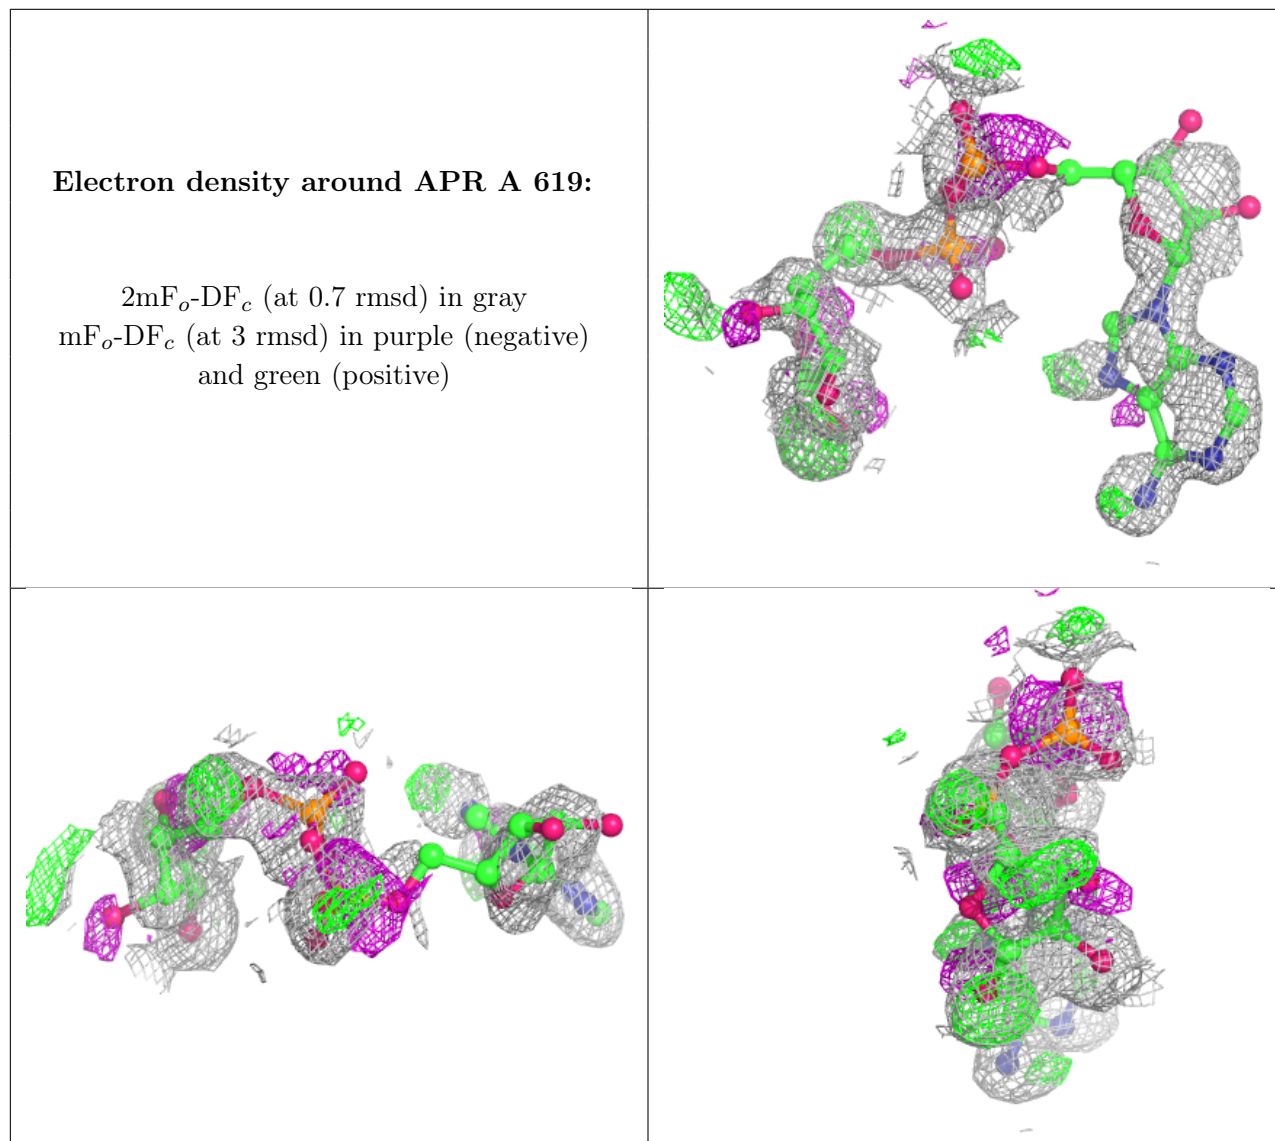 Electron density around APR A 619:
2mFo-DFc (at 0.7 rmsd) in gray
mFo-DFc (at 3 rmsd) in purple (negative)
and green (positive)